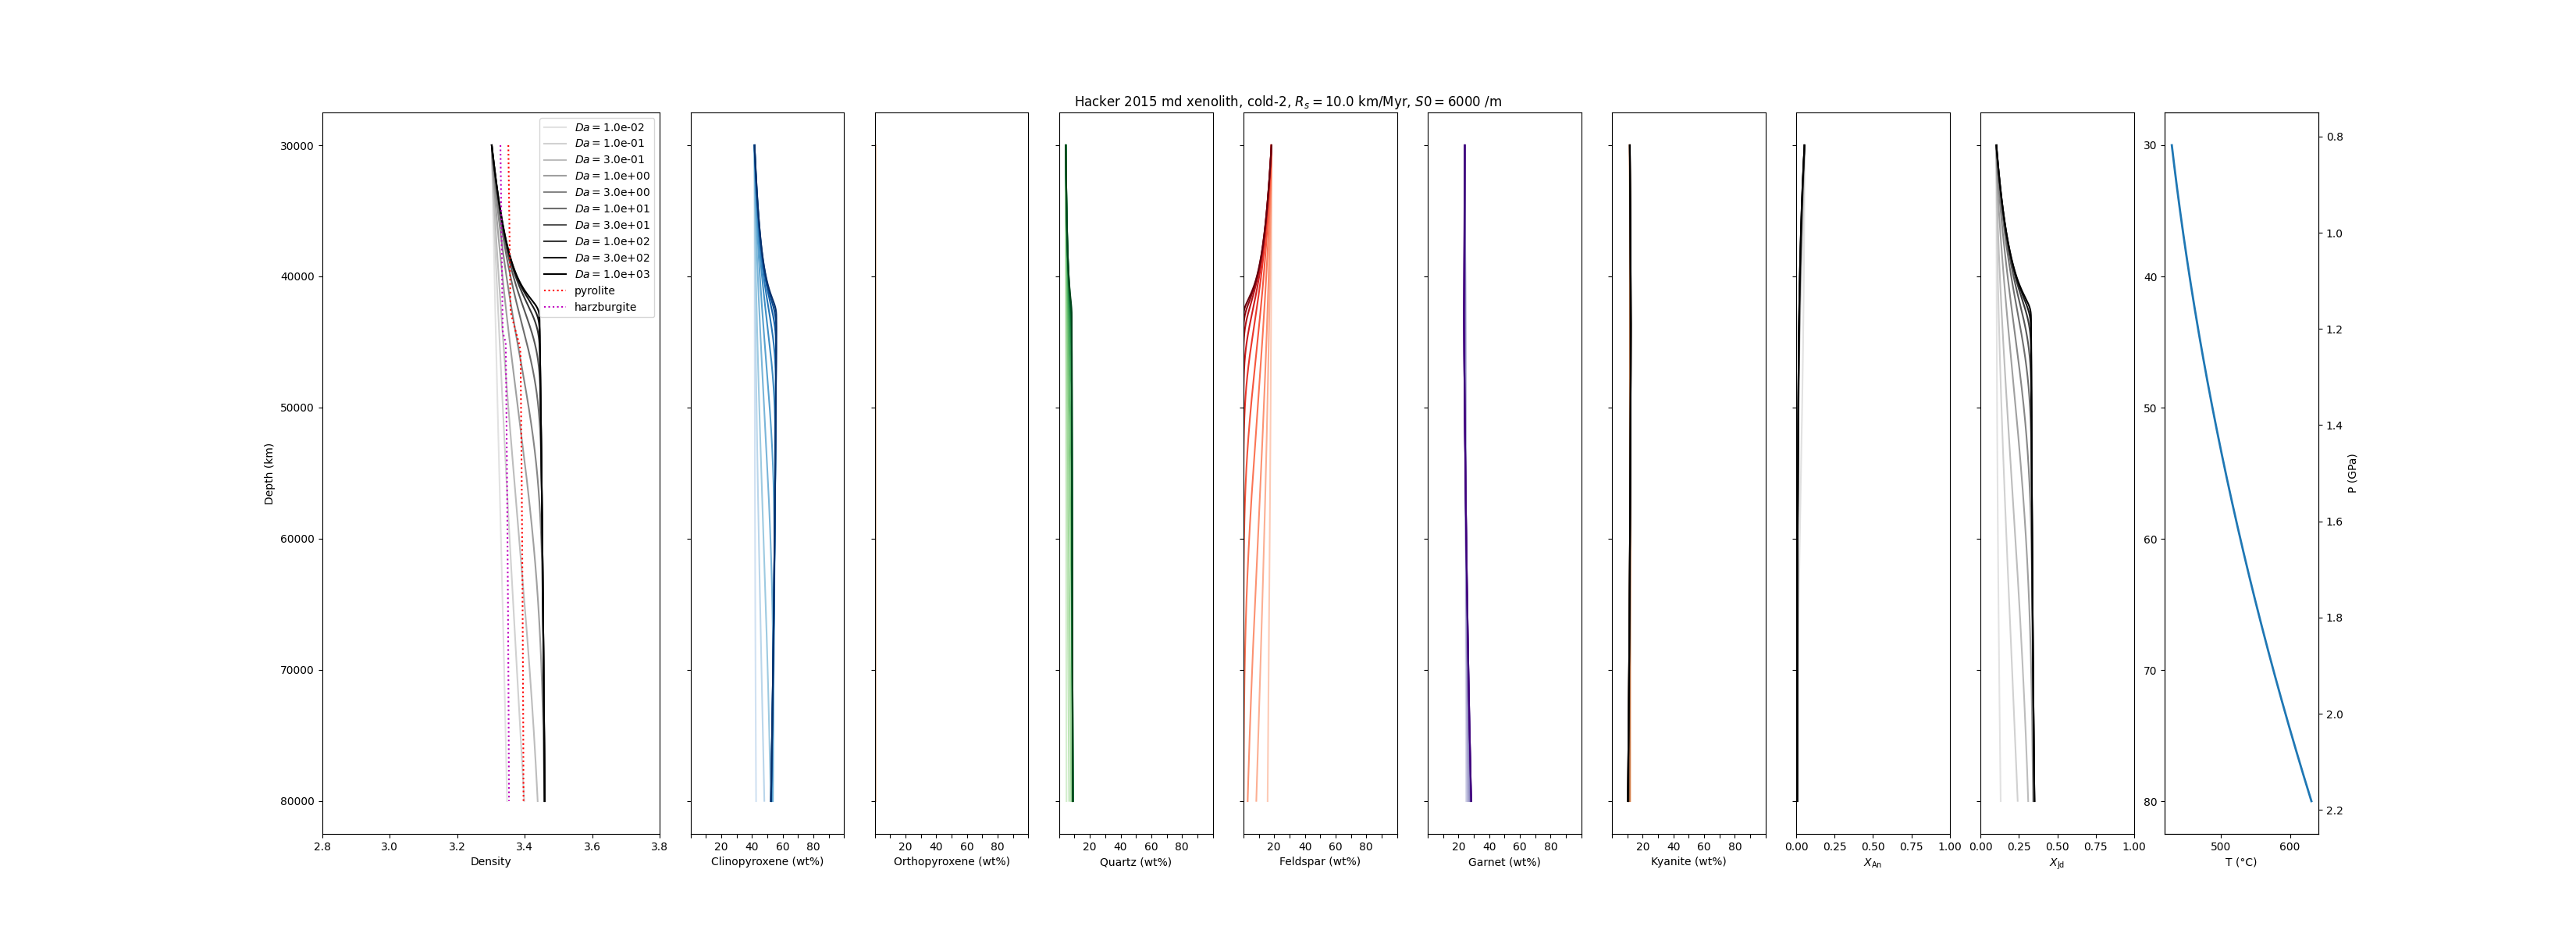 Hacker 2015 md xenolith, cold-2, R_s = 10.0 km/Myr, S0 = 6000 /m
Da = 1.0e-02
Da = 1.0e-01
Da = 3.0e-01
Da = 1.0e+00
Da = 3.0e+00
Da = 1.0e+01
Da = 3.0e+01
Da = 1.0e+02
Da = 3.0e+02
Da = 1.0e+03
pyrolite
harzburgite
Depth (km)
30000
40000
50000
60000
70000
80000
2.8 3.0 3.2 3.4 3.6 3.8
Density
20 40 60 80
Clinopyroxene (wt%)
20 40 60 80
Orthopyroxene (wt%)
20 40 60 80
Quartz (wt%)
20 40 60 80
Feldspar (wt%)
20 40 60 80
Garnet (wt%)
20 40 60 80
Kyanite (wt%)
0.00 0.25 0.50 0.75 1.00
X_An
0.00 0.25 0.50 0.75 1.00
X_Jd
30
40
50
60
70
80
500 600
T (°C)
0.8
1.0
1.2
1.4
1.6
1.8
2.0
2.2
P (GPa)